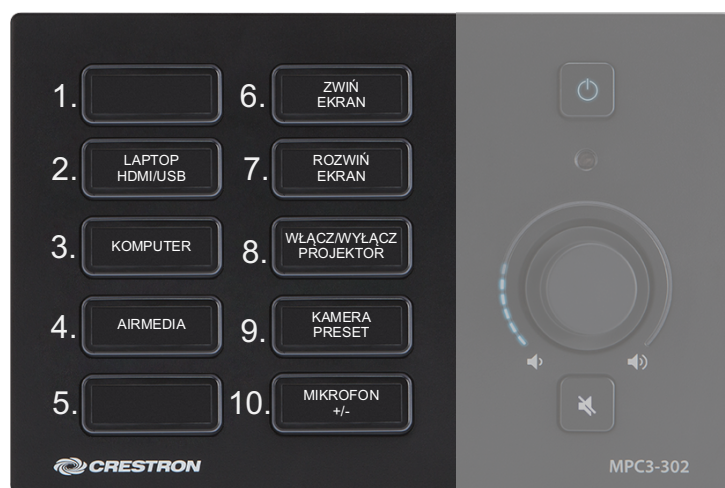 1.
2. LAPTOP
HDMI/USB
3. KOMPUTER
4. AIRMEDIA
5.
6. ZWIŃ
EKRAN
7. ROZWIŃ
EKRAN
8. WŁĄCZ/WYŁĄCZ
PROJEKTOR
9. KAMERA
PRESET
10. MIKROFON
+/-
CRESTRON
MPC3-302